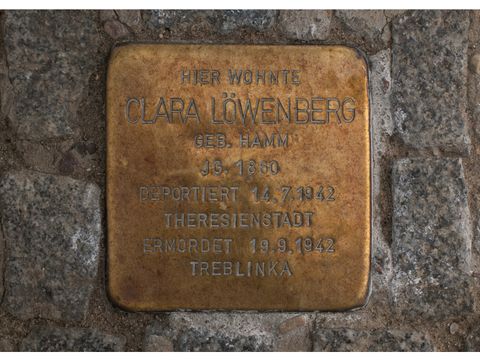 HIER WOHNTE
CLARA LÖWENBERG
GEB. HAMM
JG. 1860
DEPORTIERT 14.7.1942
THERESIENSTADT
ERMORDET 19.9.1942
TREBLINKA